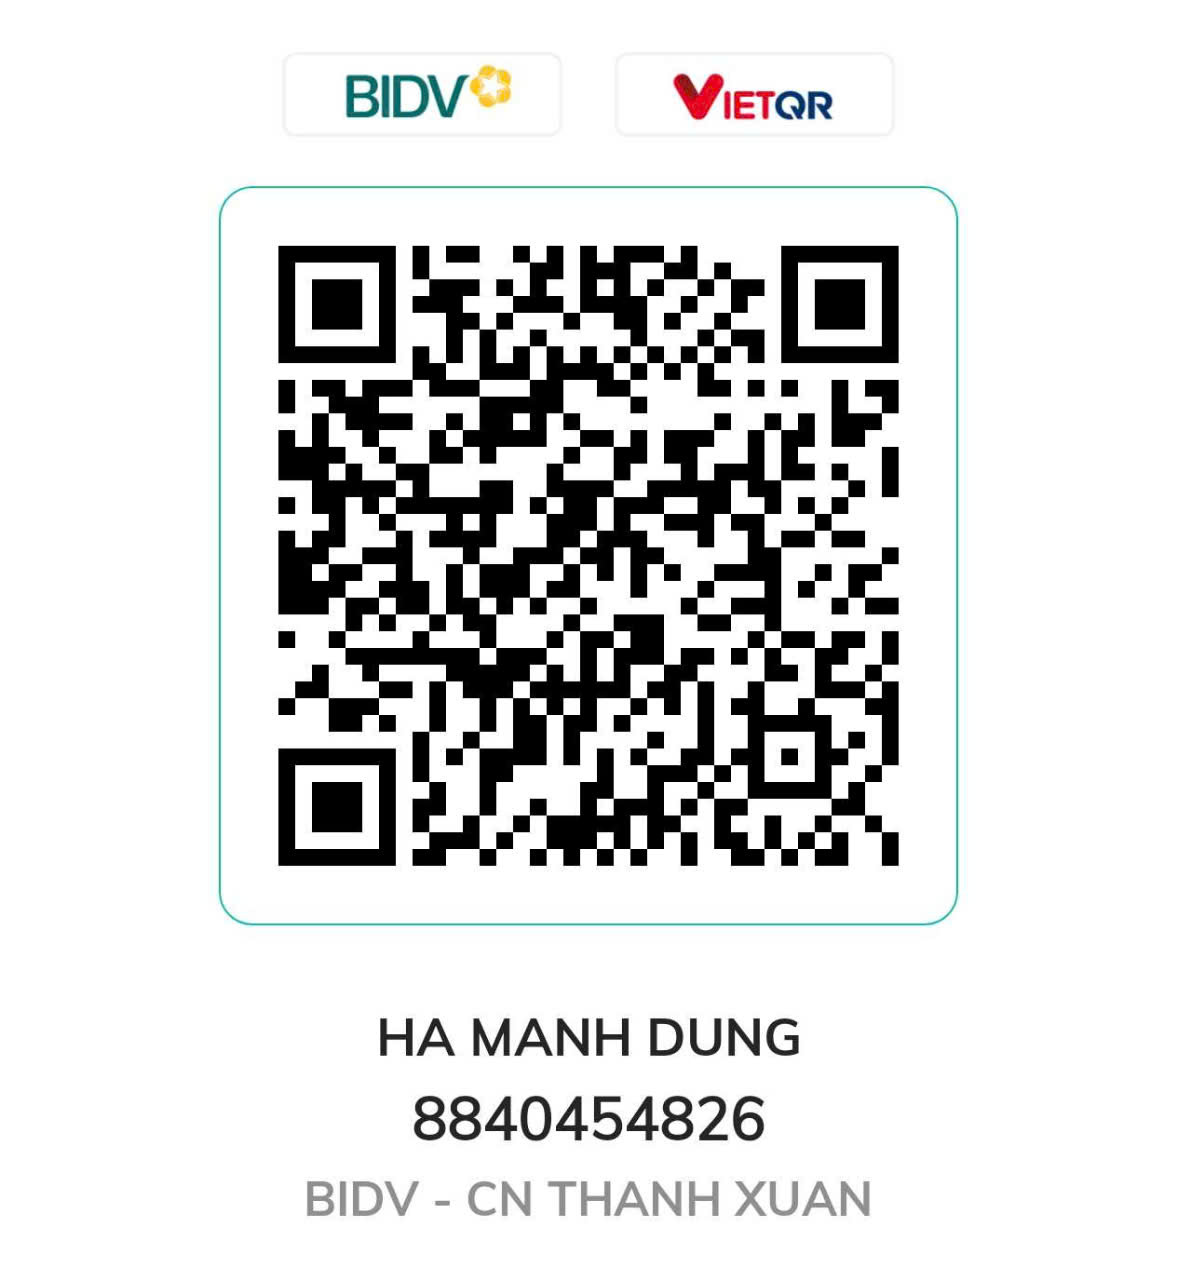 BIDV
VIETQR
HA MANH DUNG
8840454826
BIDV - CN THANH XUAN